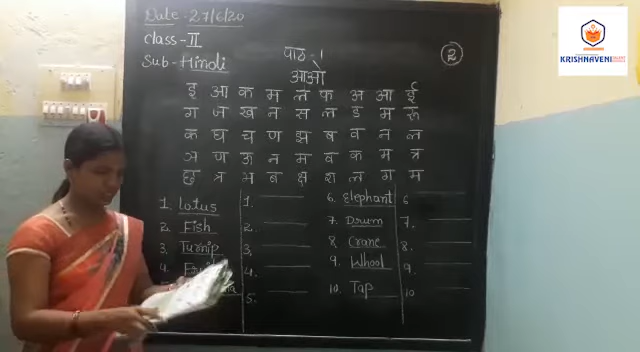 Date - 27/6/20
class - II
Sub - Hindi
पाठ - 1
आओ
2
KRISHNAVENI
इ आ क म ल फ अ आ ई
ग ज ख न स ल ड म रू
क घ च ण झ ब व न ल
ञ ण ऊ न म व क म त्र
छ त्र भ ब क्ष श ल ग म
1. Lotus 1. 6. Elephant 6
2. Fish 2. 7. Drum 7.
3. Turnip 3. 8. Crane 8.
4. 4. 9. Whool 9.
5. 10. Tap 10